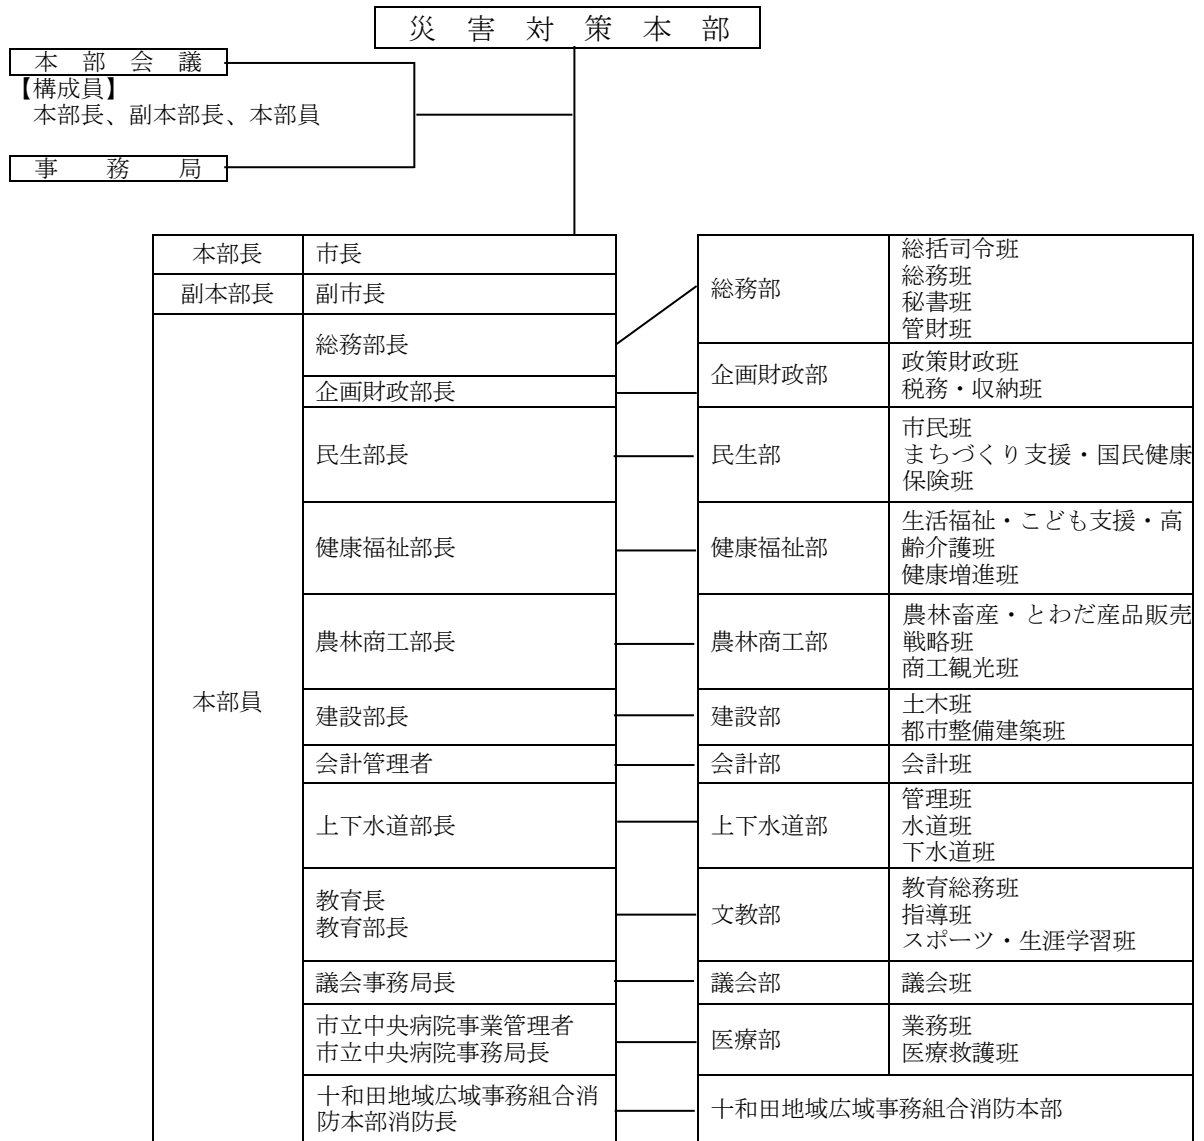 災害対策本部
本部会議
【構成員】
本部長、副本部長、本部員
事務局
本部長
市長
副本部長
副市長
本部員
総務部長
企画財政部長
民生部長
健康福祉部長
農林商工部長
建設部長
会計管理者
上下水道部長
教育長
教育部長
議会事務局長
市立中央病院事業管理者
市立中央病院事務局長
十和田地域広域事務組合消
防本部消防長
総務部
総括司令班
総務班
秘書班
管財班
企画財政部
政策財政班
税務・収納班
民生部
市民班
まちづくり支援・国民健康
保険班
健康福祉部
生活福祉・こども支援・高
齢介護班
健康増進班
農林商工部
農林畜産・とわだ産品販売
戦略班
商工観光班
建設部
土木班
都市整備建築班
会計部
会計班
上下水道部
管理班
水道班
下水道班
文教部
教育総務班
指導班
スポーツ・生涯学習班
議会部
議会班
医療部
業務班
医療救護班
十和田地域広域事務組合消防本部